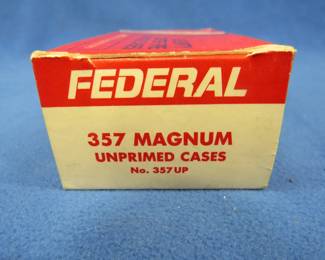 FEDERAL
357 MAGNUM
UNPRIMED CASES
No. 357UP